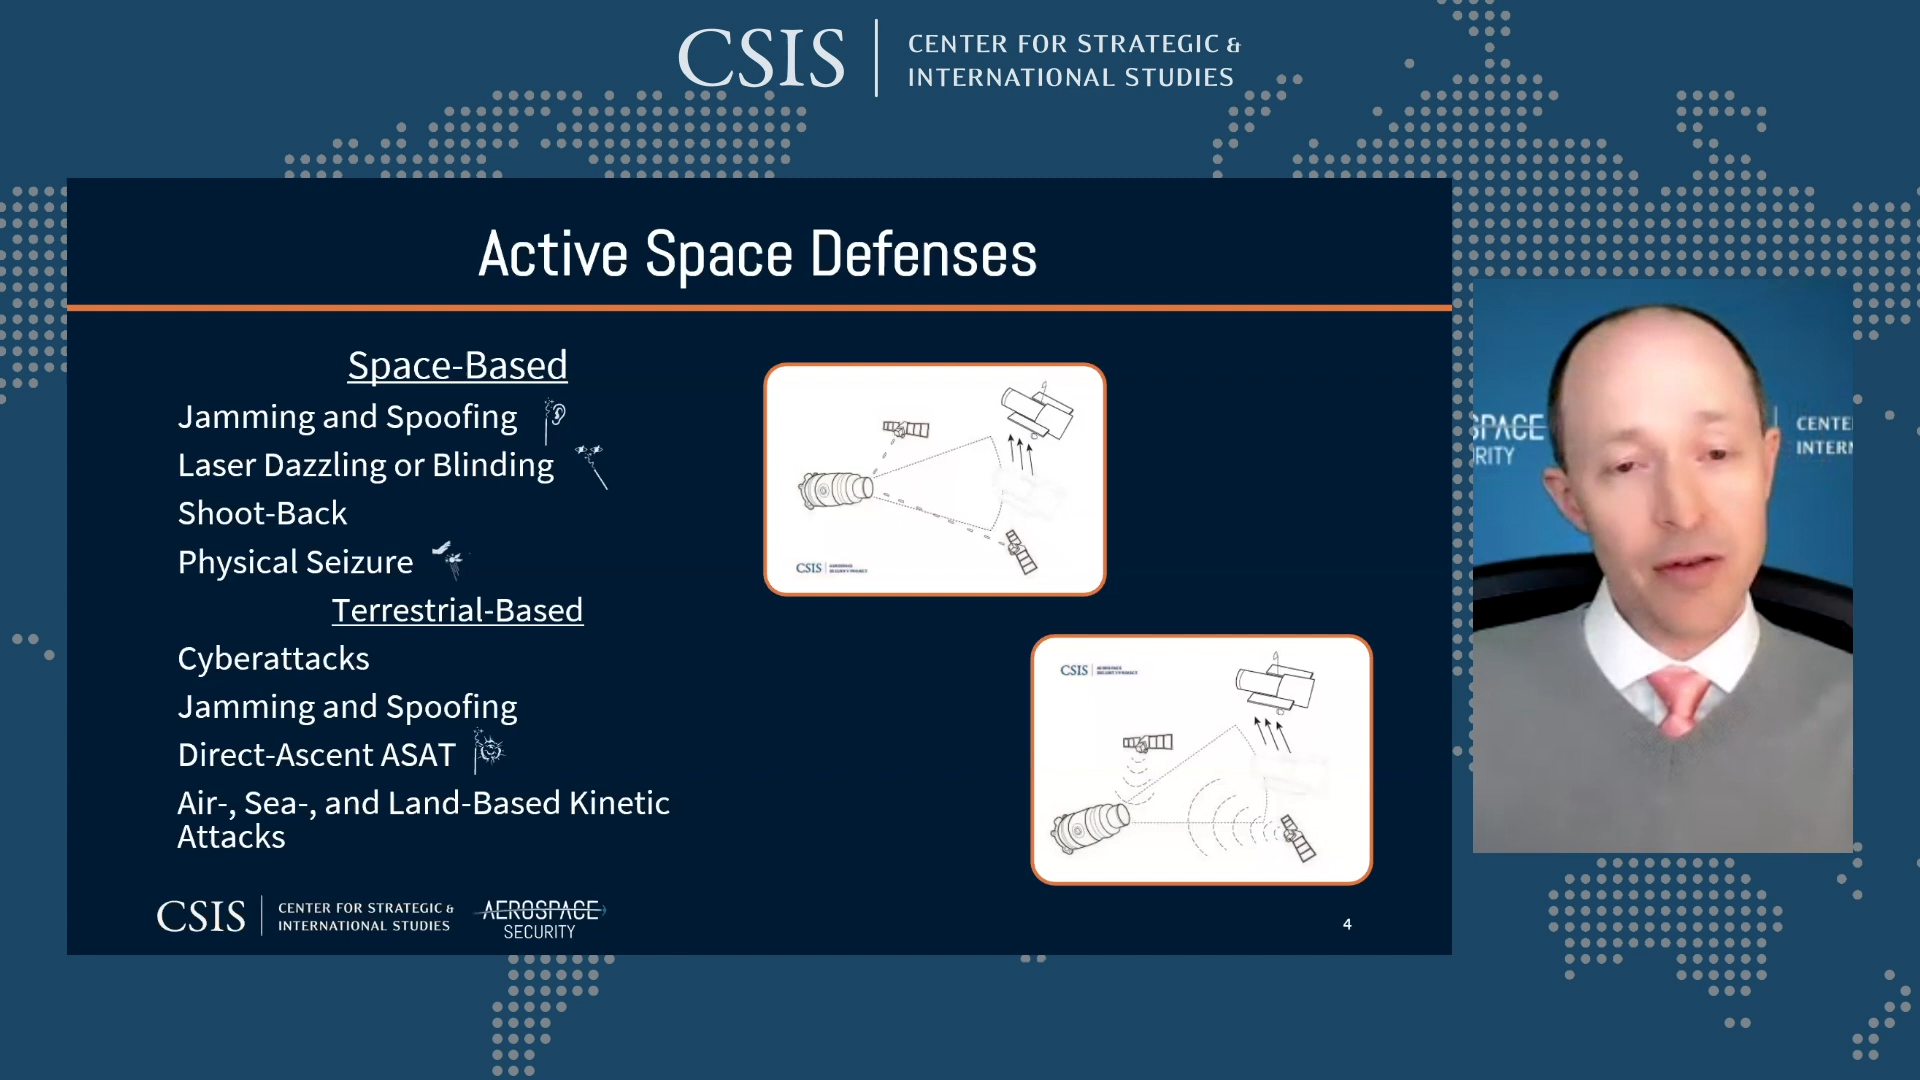 CSIS
CENTER FOR STRATEGIC &
INTERNATIONAL STUDIES
Active Space Defenses
Space-Based
Jamming and Spoofing
Laser Dazzling or Blinding
Shoot-Back
Physical Seizure
Terrestrial-Based
Cyberattacks
Jamming and Spoofing
Direct-Ascent ASAT
Air-, Sea-, and Land-Based Kinetic
Attacks
CSIS
CSIS
CSIS
CENTER FOR STRATEGIC &
INTERNATIONAL STUDIES
AEROSPACE
SECURITY
4
SPACE
RITY
CENTE
INTERN